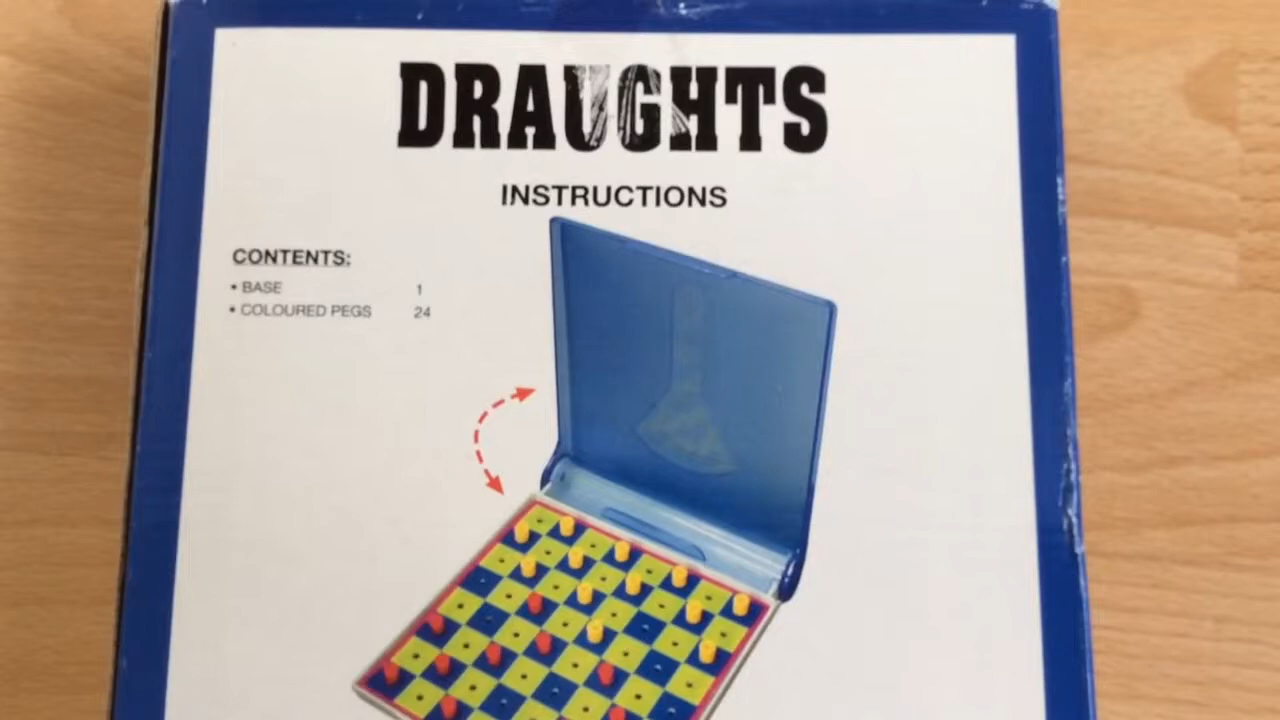 DRAUGHTS
INSTRUCTIONS
CONTENTS:
• BASE 1
• COLOURED PEGS 24